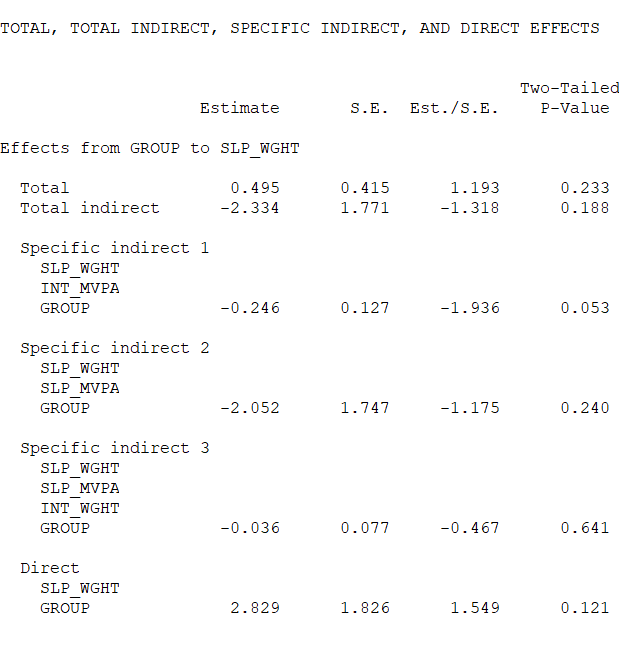 TOTAL, TOTAL INDIRECT, SPECIFIC INDIRECT, AND DIRECT EFFECTS
Two-Tailed
Estimate S.E. Est./S.E. P-Value
Effects from GROUP to SLP_WGHT
Total 0.495 0.415 1.193 0.233
Total indirect -2.334 1.771 -1.318 0.188
Specific indirect 1
SLP_WGHT
INT_MVPA
GROUP -0.246 0.127 -1.936 0.053
Specific indirect 2
SLP_WGHT
SLP_MVPA
GROUP -2.052 1.747 -1.175 0.240
Specific indirect 3
SLP_WGHT
SLP_MVPA
INT_WGHT
GROUP -0.036 0.077 -0.467 0.641
Direct
SLP_WGHT
GROUP 2.829 1.826 1.549 0.121